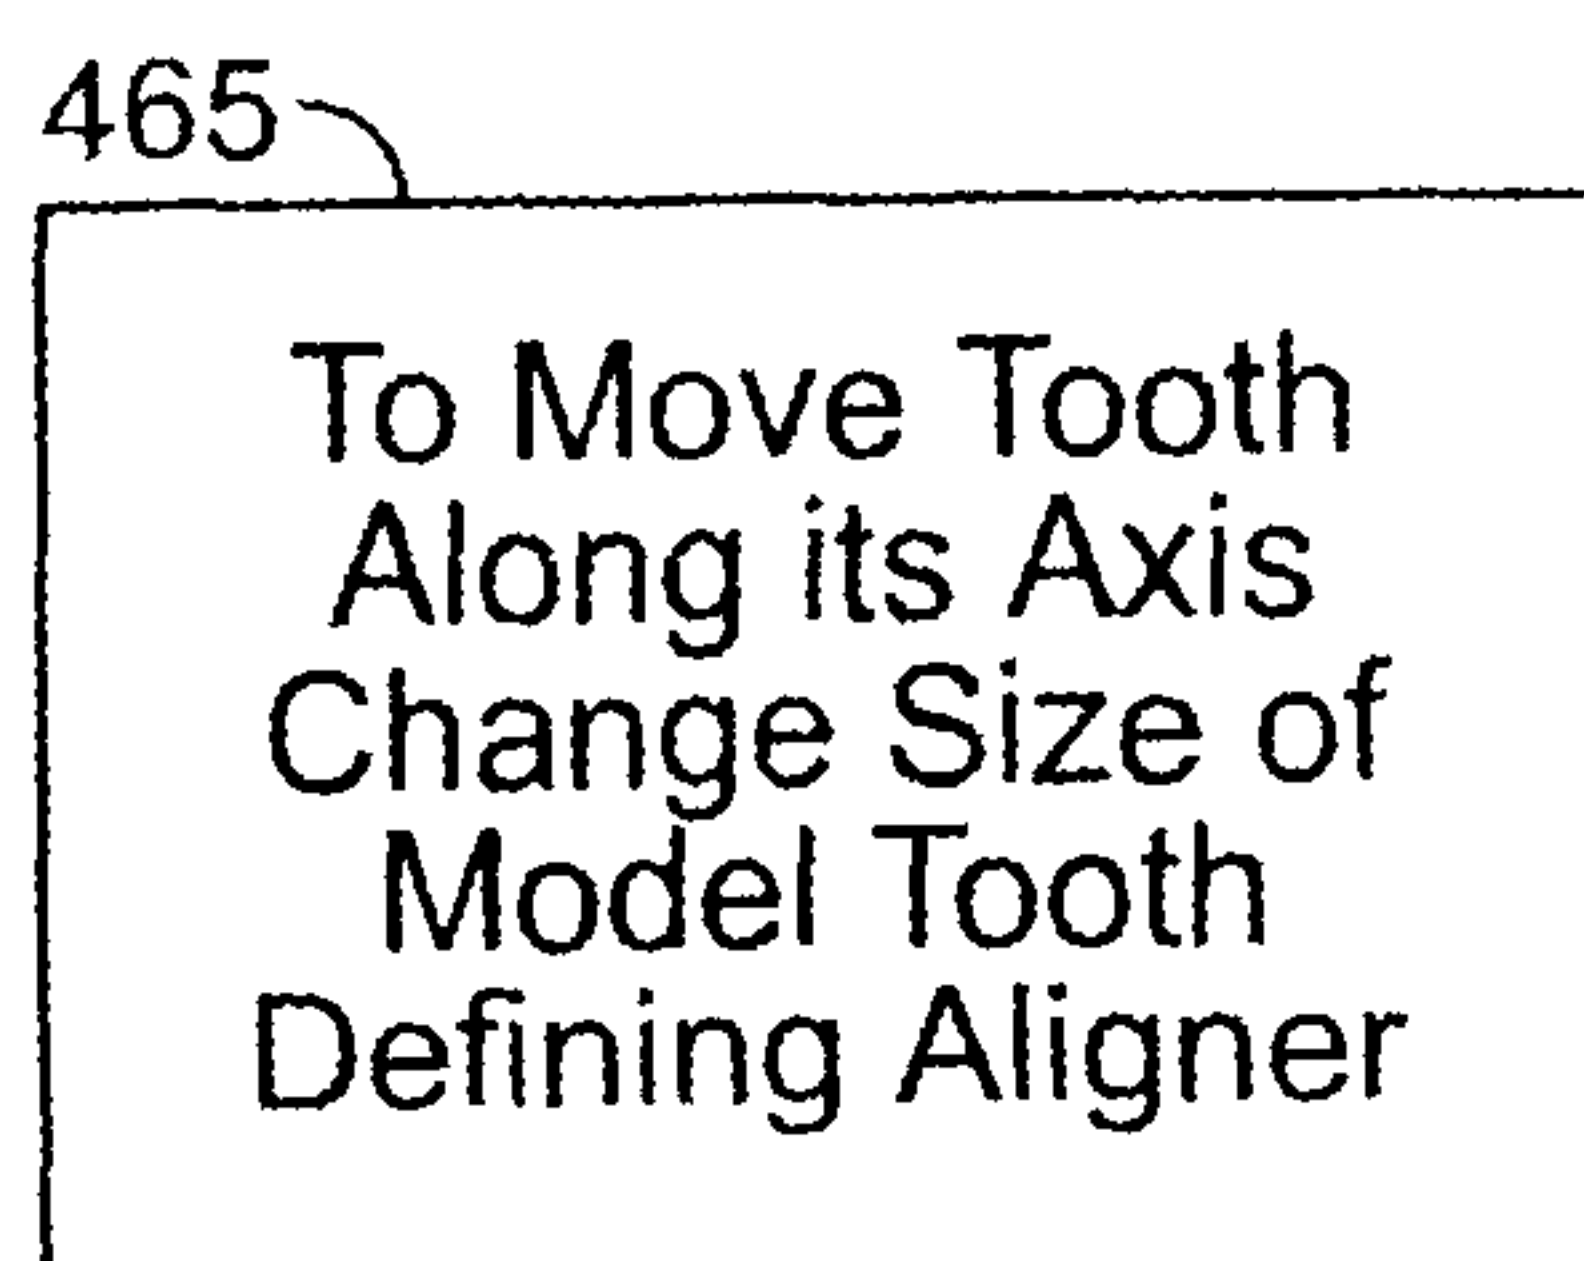 465
To Move Tooth
Along its Axis
Change Size of
Model Tooth
Defining Aligner